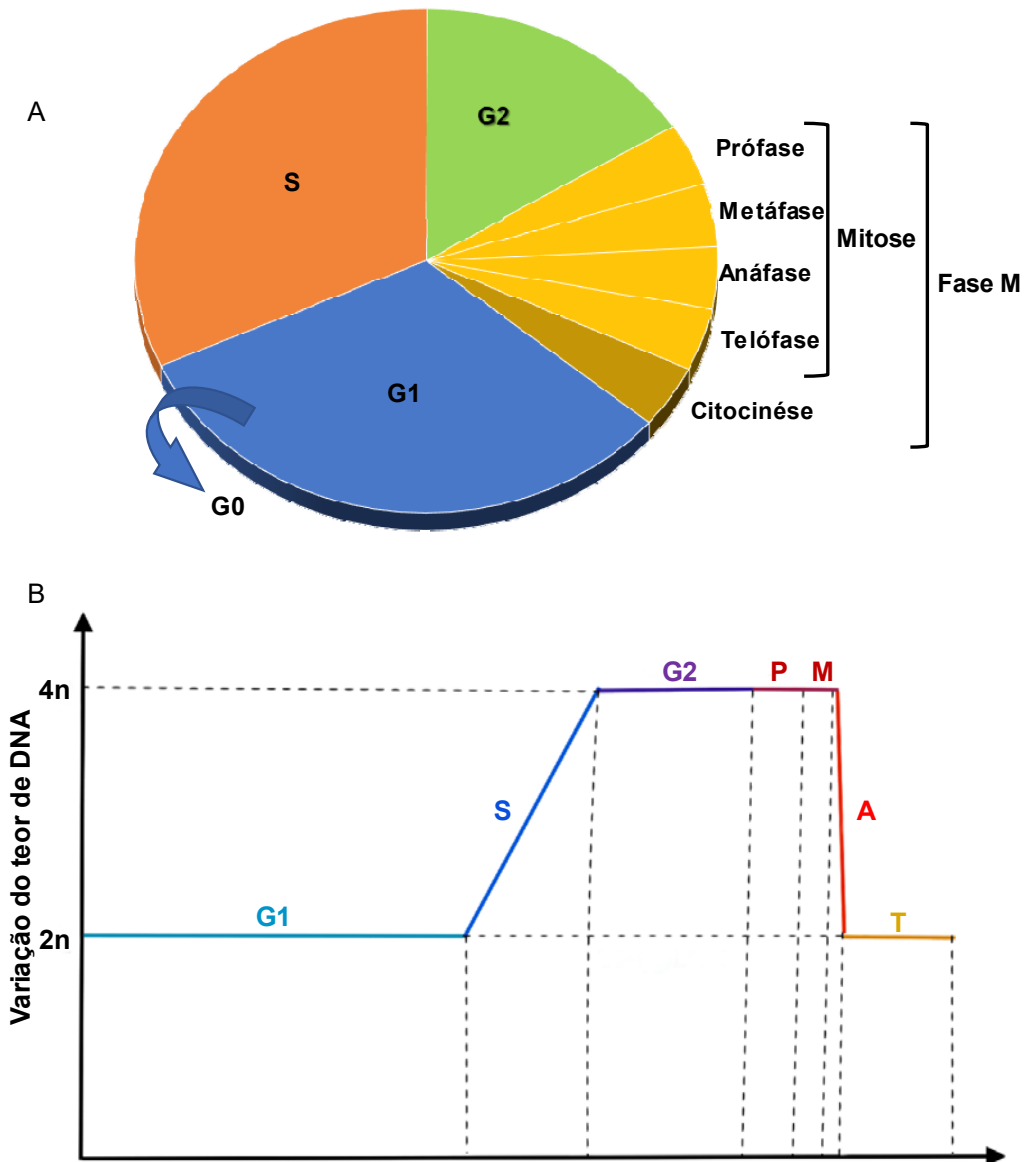 A
G2
S
Prófase
Metáfase
Mitose
Anáfase
Fase M
Telófase
G1
Citocinése
G0
B
4n
G2
P
M
Variação do teor de DNA
S
A
G1
T
2n